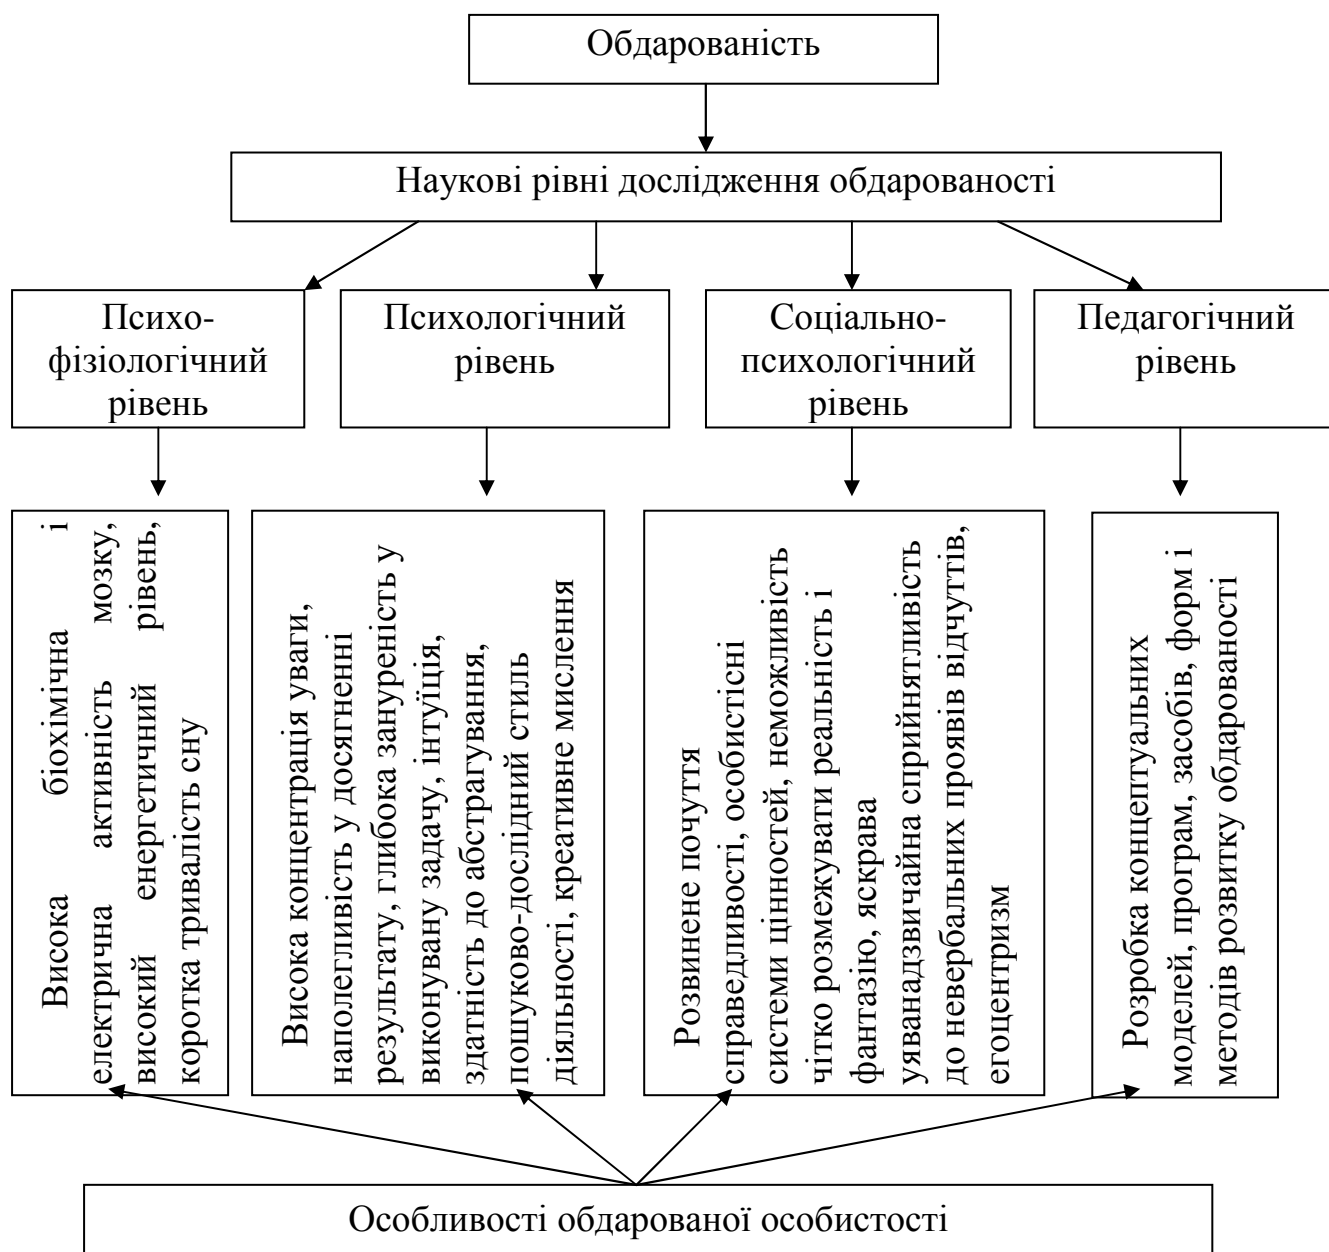 Обдарованість
Наукові рівні дослідження обдарованості
Психо-
фізіологічний
рівень
Психологічний
рівень
Соціально-
психологічний
рівень
Педагогічний
рівень
Висока біохімічна і
електрична активність мозку,
високий енергетичний рівень,
коротка тривалість сну
Висока концентрація уваги,
наполегливість у досягненні
результату, глибока зануреність у
виконувану задачу, інтуїція,
здатність до абстрагування,
пошуково-дослідний стиль
діяльності, креативне мислення
Розвинене почуття
справедливості, особистісні
системи цінностей, неможливість
чітко розмежувати реальність і
фантазію, яскрава
уяванадзвичайна сприйнятливість
до невербальних проявів відчуттів,
егоцентризм
Розробка концептуальних
моделей, програм, засобів, форм і
методів розвитку обдарованості
Особливості обдарованої особистості